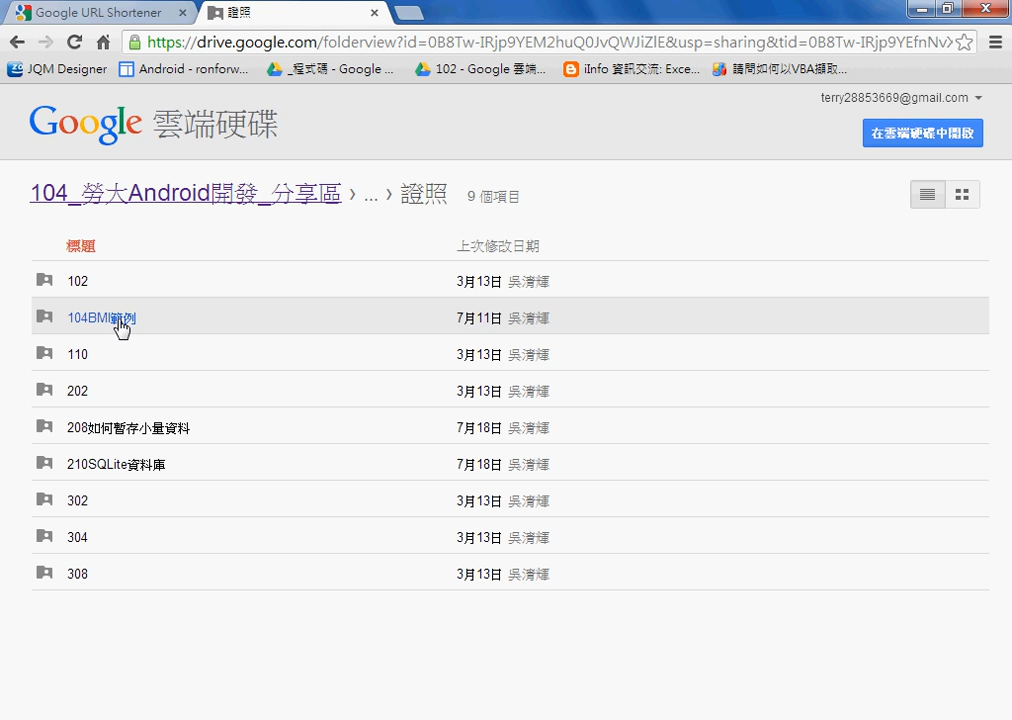 Google URL Shortener
證照
https://drive.google.com/folderview?id=0B8Tw-IRjp9YEM2huQ0JvQWJiZlE&usp=sharing&tid=0B8Tw-IRjp9YEfnNv
JQM Designer
Android - ronforw...
_程式碼 - Google ...
102 - Google 雲端...
iInfo 資訊交流: Exce...
請問如何以VBA擷取...
terry28853669@gmail.com
Google 雲端硬碟
在雲端硬碟中開啟
104_勞大Android開發_分享區 › ... › 證照 9 個項目
標題 上次修改日期
102 3月13日 吳清輝
104BMI範例 7月11日 吳清輝
110 3月13日 吳清輝
202 3月13日 吳清輝
208如何暫存小量資料 7月18日 吳清輝
210SQLite資料庫 7月18日 吳清輝
302 3月13日 吳清輝
304 3月13日 吳清輝
308 3月13日 吳清輝